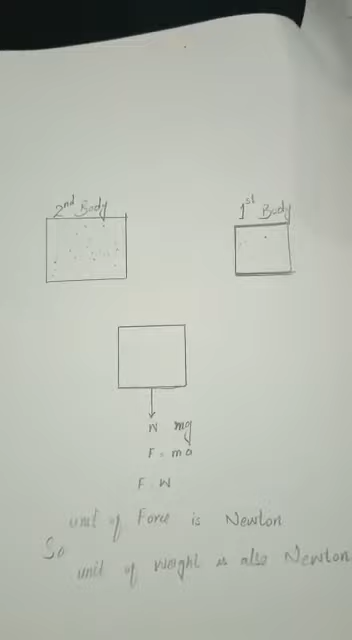 2nd Body 1st Body
W mg
F = ma
F = W
unit of Force is Newton
So
unit of weight is also Newton